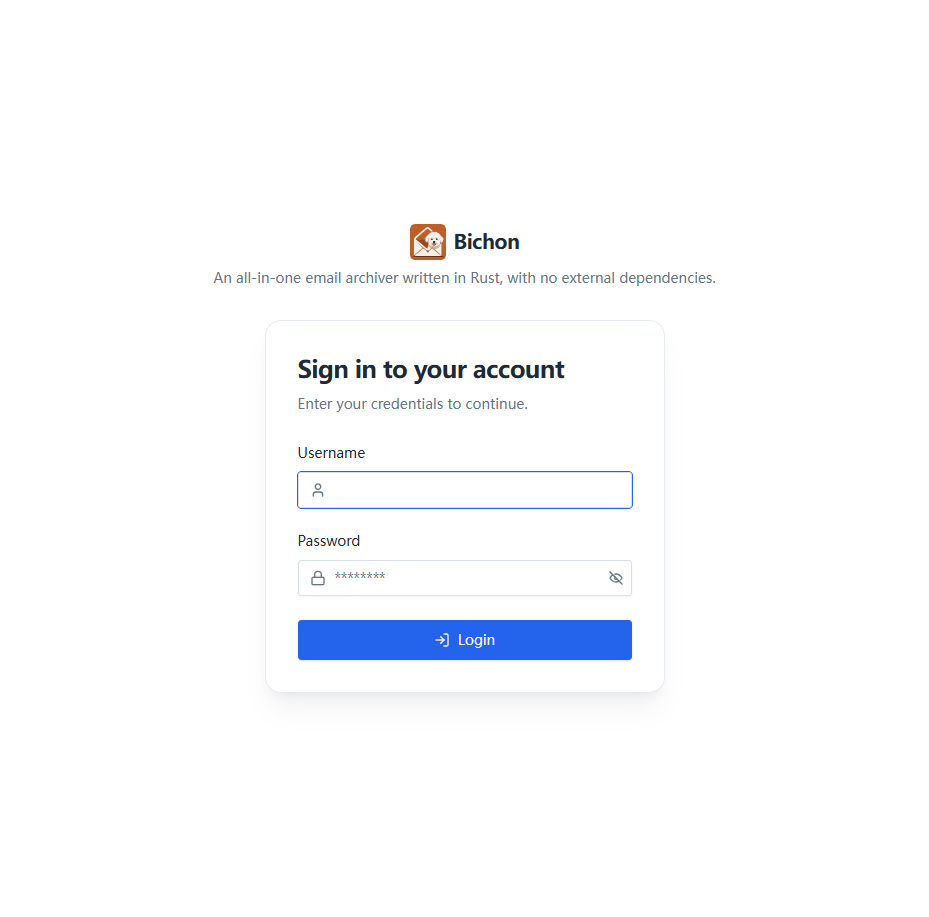 Bichon
An all-in-one email archiver written in Rust, with no external dependencies.
Sign in to your account
Enter your credentials to continue.
Username
Password
********
Login